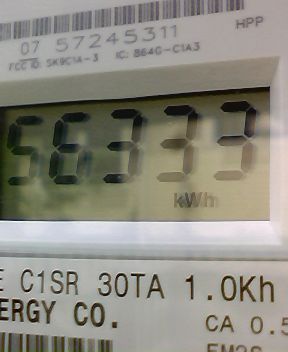 HPP
07 57245311
FCC ID: SK9C1A-3 IC: 864G-C1A3
56333
kWh
E C1SR 30TA 1.0Kh
ERGY CO.
CA 0.5